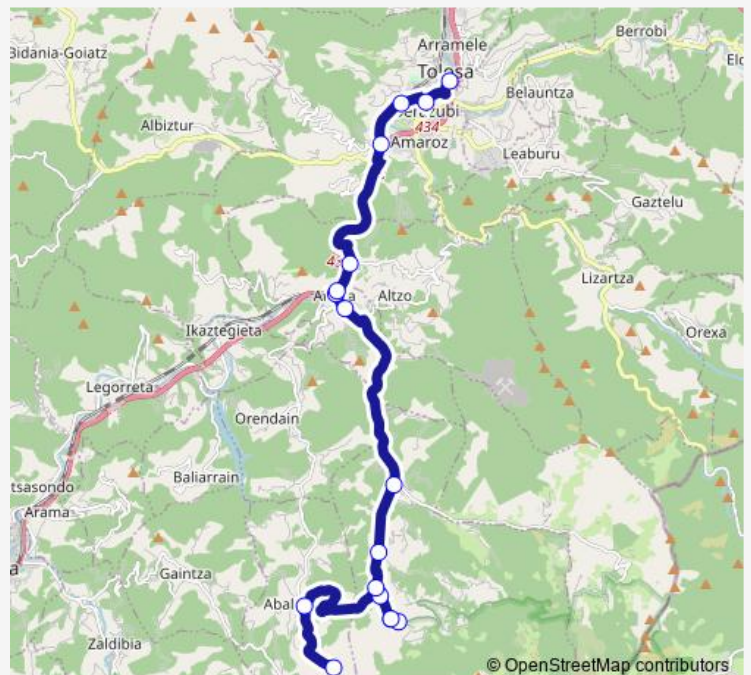 Arramele
Berrobi
Bidania-Goiatz
Tolosa
Belauntza
Albiztur
434
Amaroz
Leaburu
Gaztelu
Lizartza
Altzo
Ikaztegieta
Orexa
Legorreta
Orendain
Baliarrain
Arama
Gaintza
Abal
Zaldibia
© OpenStreetMap contributors